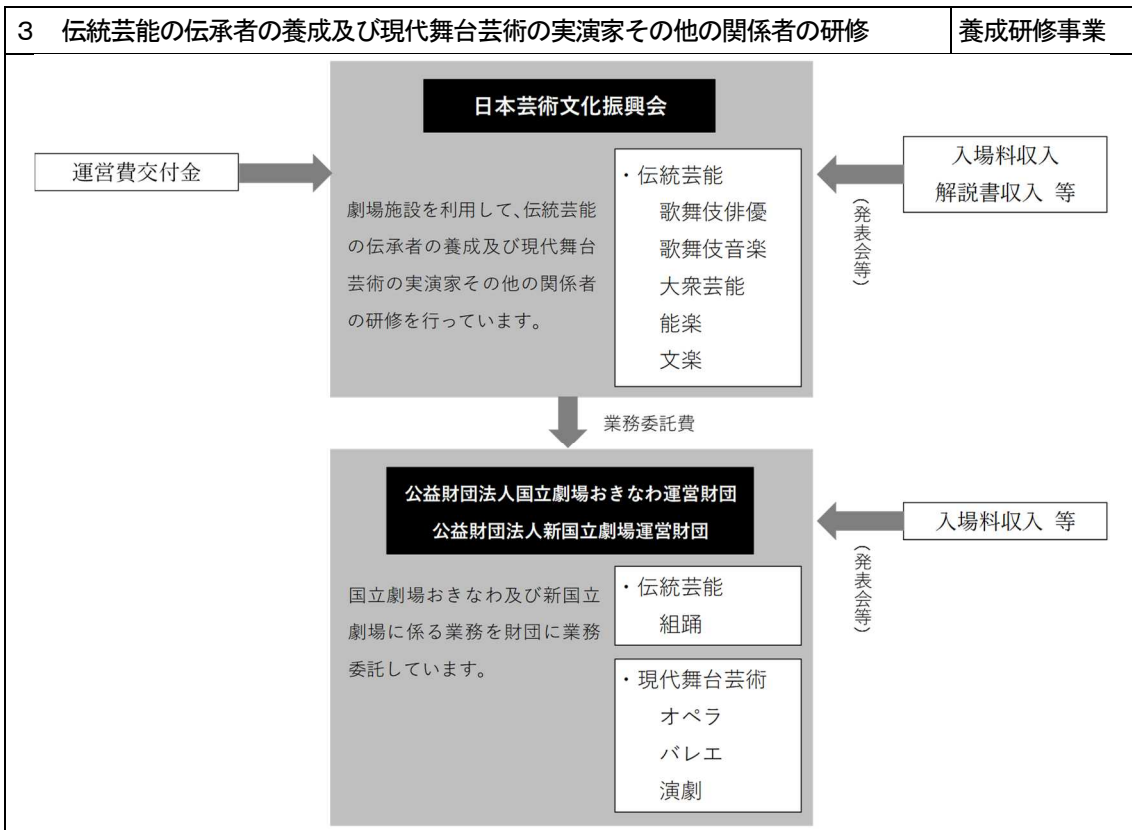 3 伝統芸能の伝承者の養成及び現代舞台芸術の実演家その他の関係者の研修
養成研修事業
日本芸術文化振興会
運営費交付金
劇場施設を利用して、伝統芸能
の伝承者の養成及び現代舞台
芸術の実演家その他の関係者
の研修を行っています。
・伝統芸能
歌舞伎俳優
歌舞伎音楽
大衆芸能
能楽
文楽
入場料収入
解説書収入 等
(発表会等)
業務委託費
公益財団法人国立劇場おきなわ運営財団
公益財団法人新国立劇場運営財団
国立劇場おきなわ及び新国立
劇場に係る業務を財団に業務
委託しています。
・伝統芸能
組踊
・現代舞台芸術
オペラ
バレエ
演劇
入場料収入 等
(発表会等)